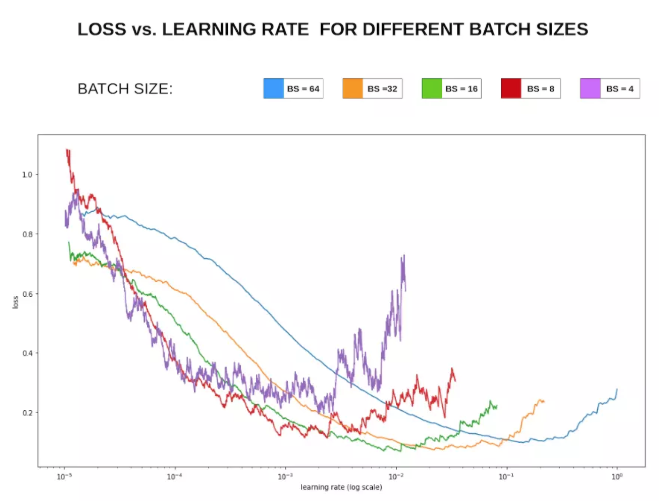 LOSS vs. LEARNING RATE FOR DIFFERENT BATCH SIZES
BATCH SIZE:
BS = 64
BS =32
BS = 16
BS = 8
BS = 4
1.0
0.8
0.6
0.4
0.2
loss
10⁻⁵
10⁻⁴
10⁻³
10⁻²
10⁻¹
10⁰
learning rate (log scale)